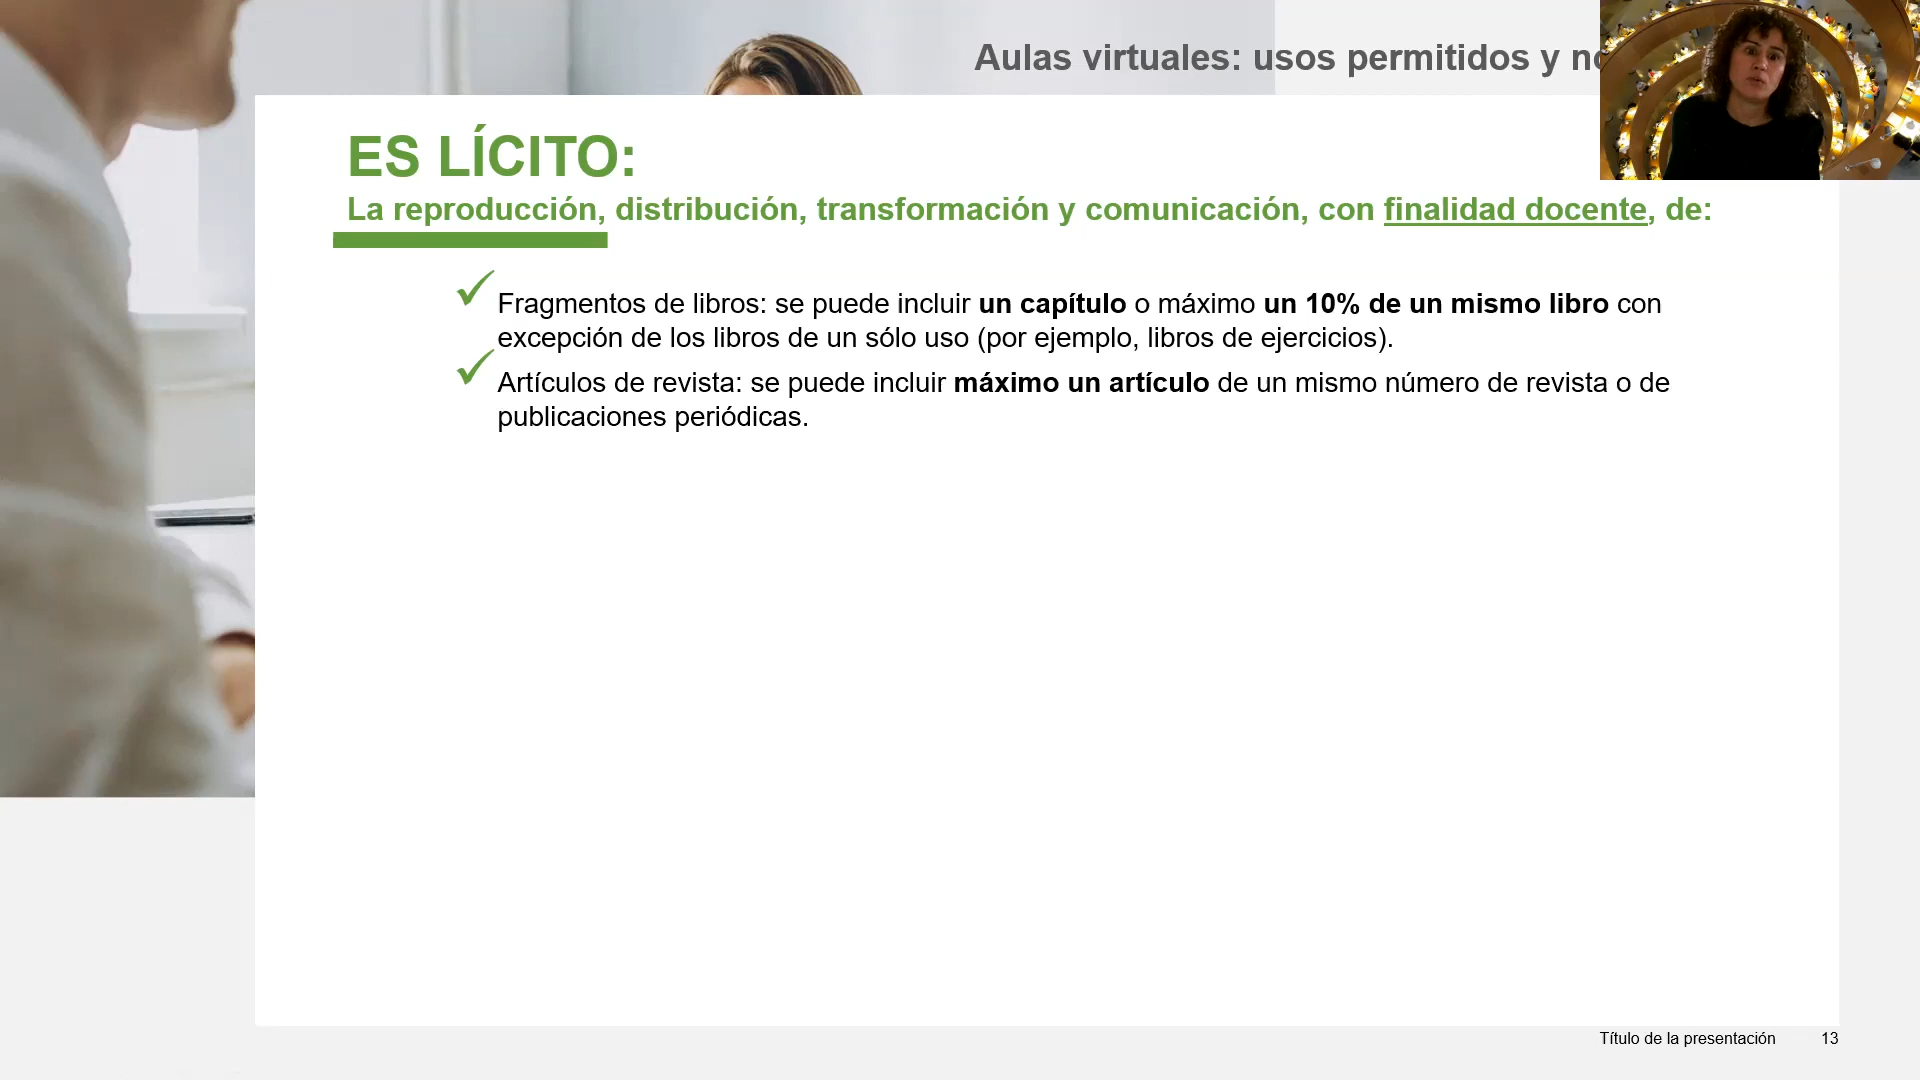 Aulas virtuales: usos permitidos y
ES LÍCITO:
La reproducción, distribución, transformación y comunicación, con finalidad docente, de:
Fragmentos de libros: se puede incluir un capítulo o máximo un 10% de un mismo libro con
excepción de los libros de un sólo uso (por ejemplo, libros de ejercicios).
Artículos de revista: se puede incluir máximo un artículo de un mismo número de revista o de
publicaciones periódicas.
Título de la presentación 13